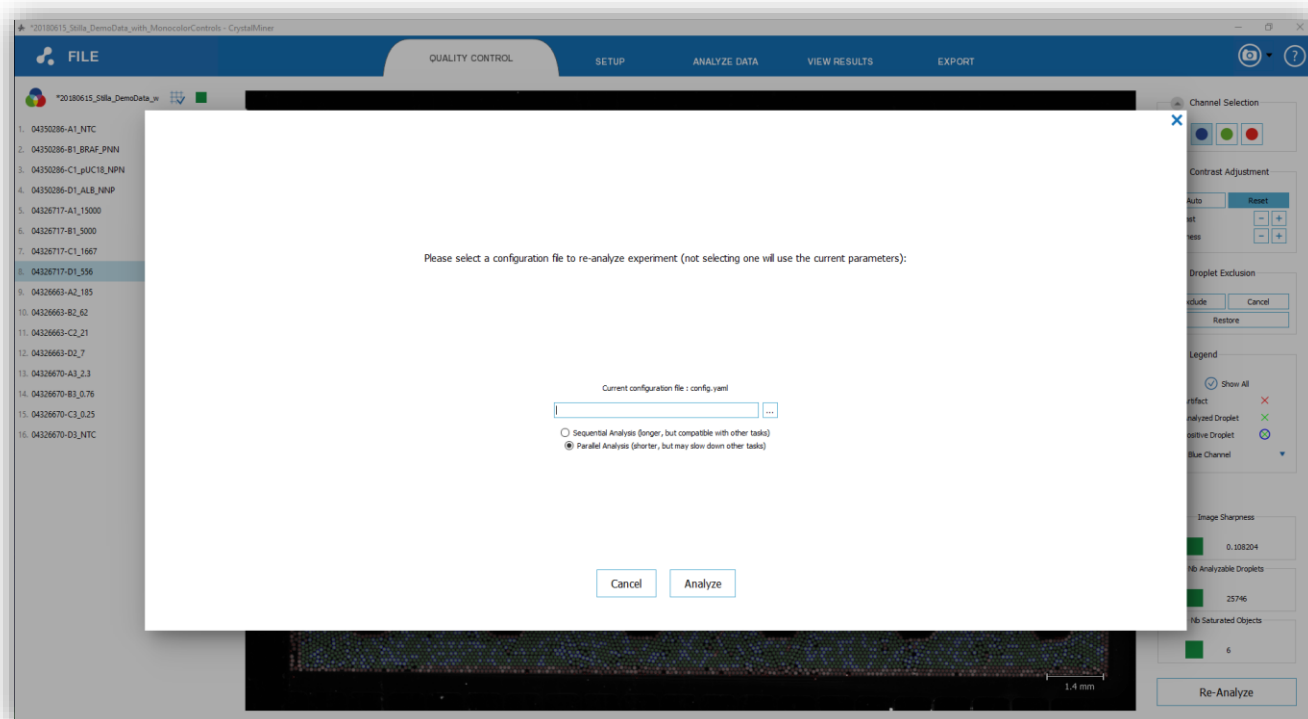 *20180615_Stilla_DemoData_with_MonocolorControls - CrystalMiner
FILE
QUALITY CONTROL
SETUP
ANALYZE DATA
VIEW RESULTS
EXPORT
?
*20180615_Stilla_DemoData_w
1. 04350286-A1_NTC
2. 04350286-B1_BRAF_PNN
3. 04350286-C1_pUC18_NPN
4. 04350286-D1_ALB_NNP
5. 04326717-A1_15000
6. 04326717-B1_5000
7. 04326717-C1_1667
8. 04326717-D1_556
9. 04326663-A2_185
10. 04326663-B2_62
11. 04326663-C2_21
12. 04326663-D2_7
13. 04326670-A3_2.3
14. 04326670-B3_0.76
15. 04326670-C3_0.25
16. 04326670-D3_NTC
Please select a configuration file to re-analyze experiment (not selecting one will use the current parameters):
Current configuration file : config.yaml
...
Sequential Analysis (longer, but compatible with other tasks)
Parallel Analysis (shorter, but may slow down other tasks)
Cancel
Analyze
1.4 mm
Channel Selection
Contrast Adjustment
Auto
Reset
Droplet Exclusion
Cancel
Restore
Legend
Show All
Droplet
Droplet
Blue Channel
Image Sharpness
0.108204
Nb Analyzable Droplets
25746
Nb Saturated Objects
6
Re-Analyze